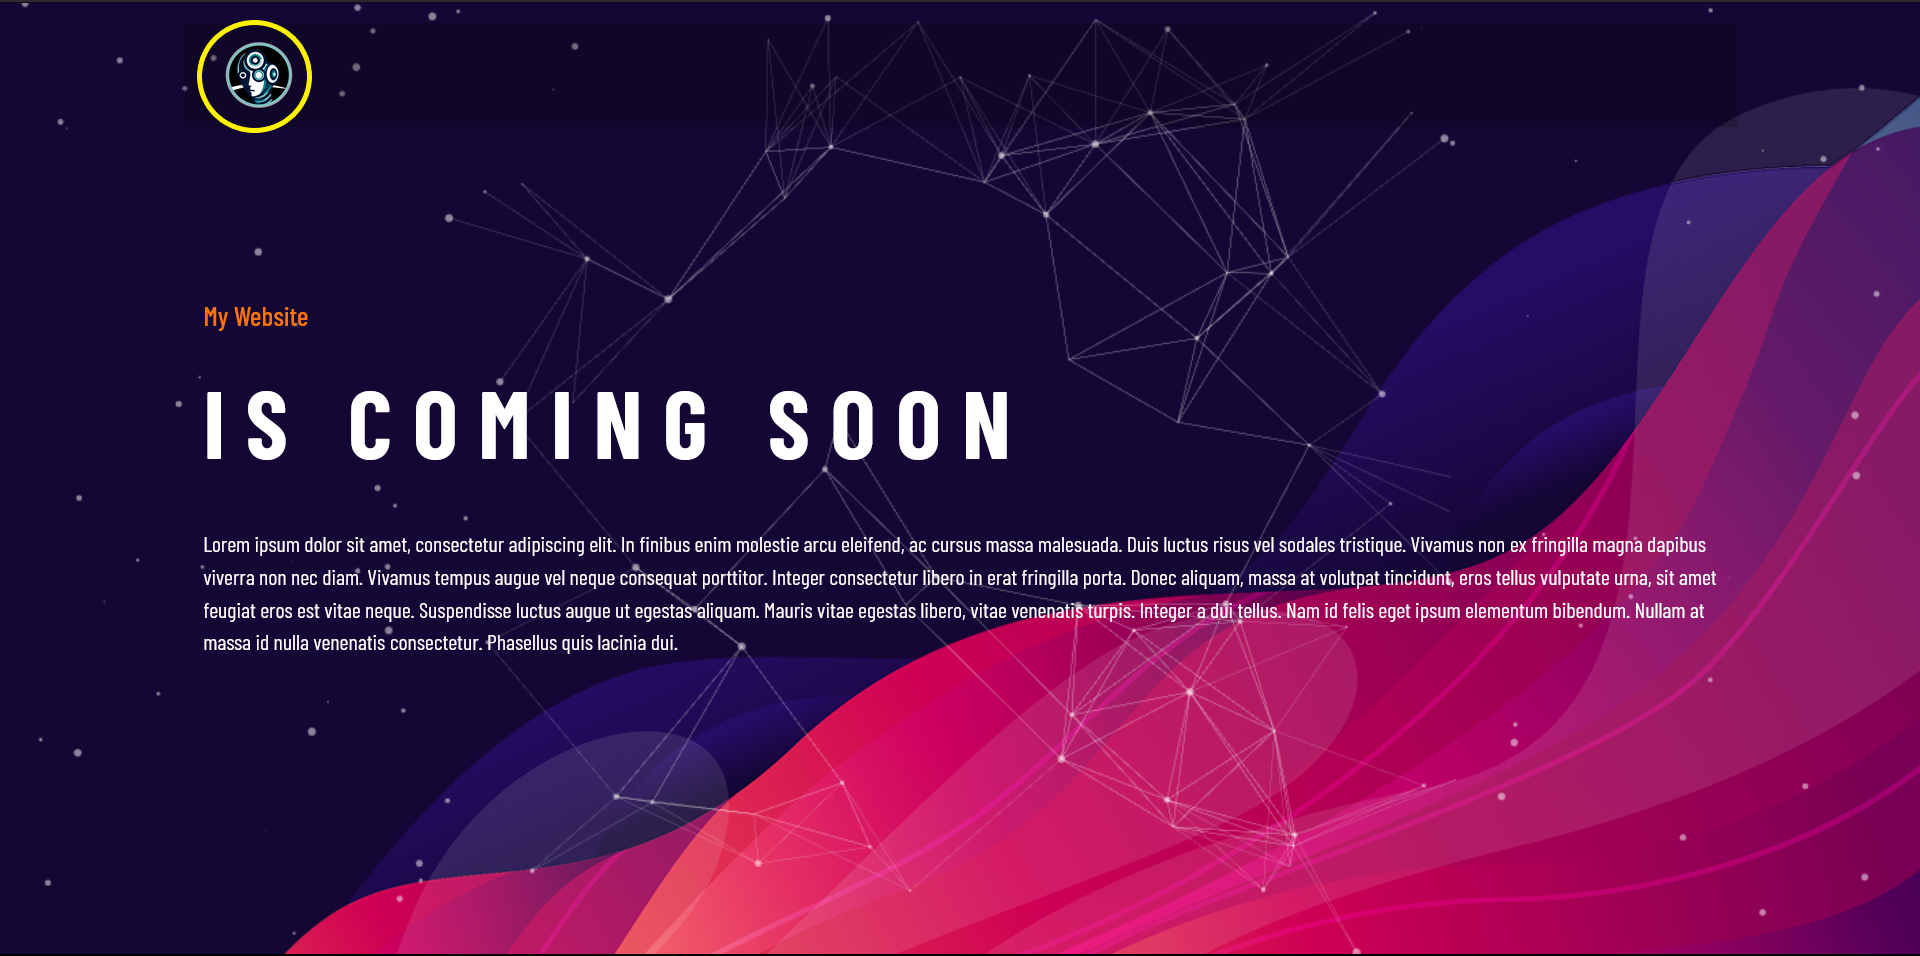 My Website
IS COMING SOON
Lorem ipsum dolor sit amet, consectetur adipiscing elit. In finibus enim molestie arcu eleifend, ac cursus massa malesuada. Duis luctus risus vel sodales tristique. Vivamus non ex fringilla magna dapibus
viverra non nec diam. Vivamus tempus augue vel neque consequat porttitor. Integer consectetur libero in erat fringilla porta. Donec aliquam, massa at volutpat tincidunt, eros tellus vulputate urna, sit amet
feugiat eros est vitae neque. Suspendisse luctus augue ut egestas aliquam. Mauris vitae egestas libero, vitae venenatis turpis. Integer a dui tellus. Nam id felis eget ipsum elementum bibendum. Nullam at
massa id nulla venenatis consectetur. Phasellus quis lacinia dui.